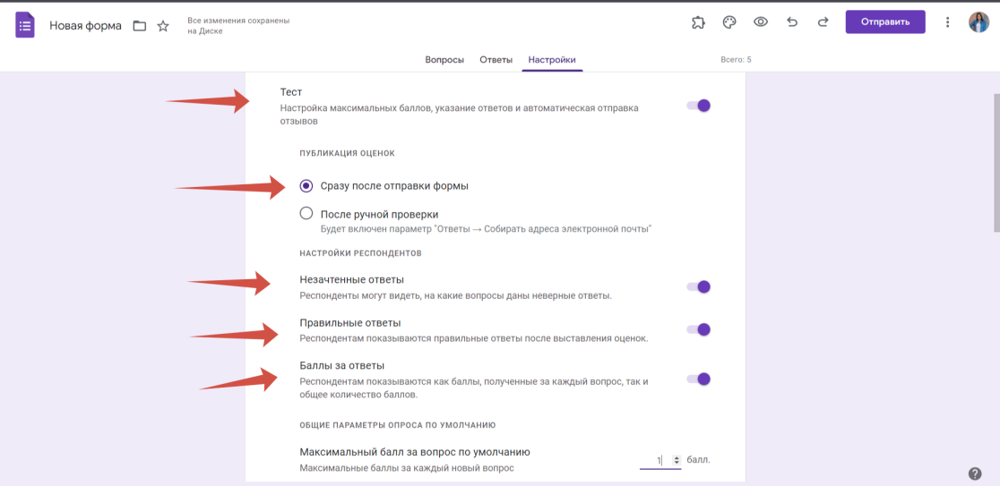 Новая форма
Все изменения сохранены
на Диске
Отправить
Вопросы Ответы Настройки
Всего: 5
Тест
Настройка максимальных баллов, указание ответов и автоматическая отправка
отзывов
ПУБЛИКАЦИЯ ОЦЕНОК
Сразу после отправки формы
После ручной проверки
Будет включен параметр "Ответы → Собирать адреса электронной почты"
НАСТРОЙКИ РЕСПОНДЕНТОВ
Незачтенные ответы
Респонденты могут видеть, на какие вопросы даны неверные ответы.
Правильные ответы
Респондентам показываются правильные ответы после выставления оценок.
Баллы за ответы
Респондентам показываются как баллы, полученные за каждый вопрос, так и
общее количество баллов.
ОБЩИЕ ПАРАМЕТРЫ ОПРОСА ПО УМОЛЧАНИЮ
Максимальный балл за вопрос по умолчанию
1 балл.
Максимальные баллы за каждый новый вопрос